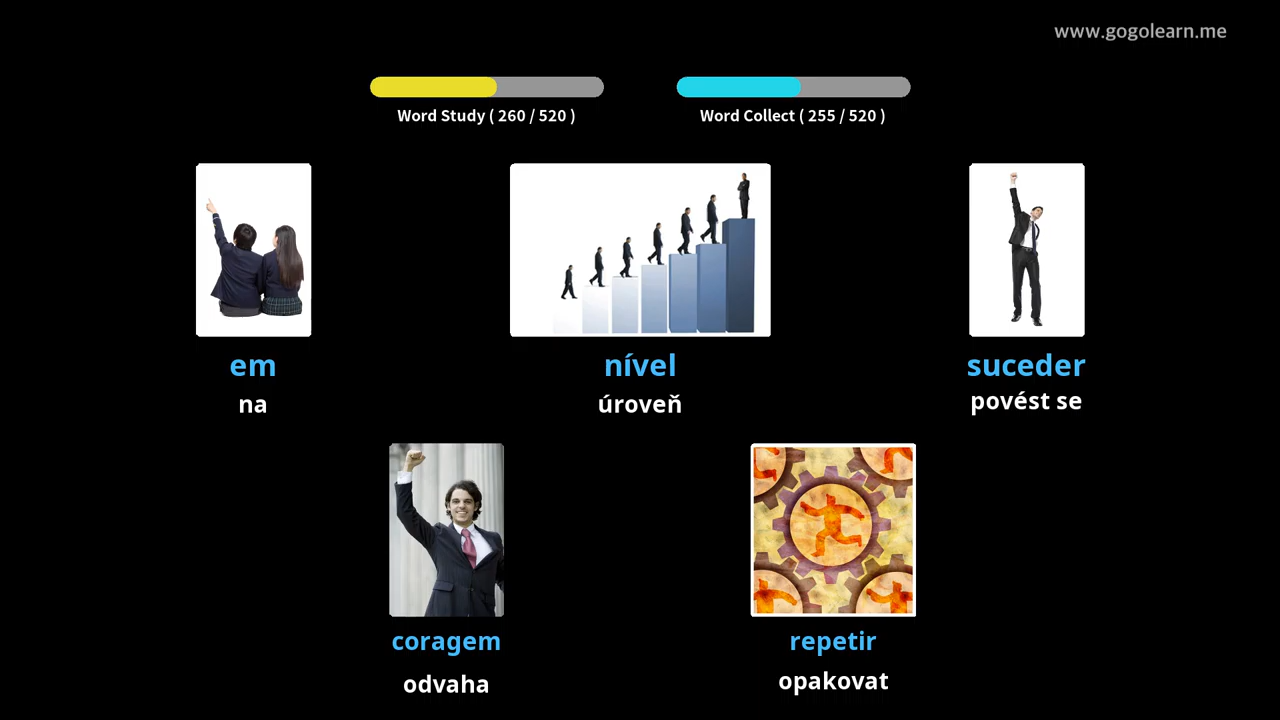 www.gogolearn.me
Word Study ( 260 / 520 )
Word Collect ( 255 / 520 )
em
nível
suceder
na
úroveň
povést se
coragem
repetir
odvaha
opakovat